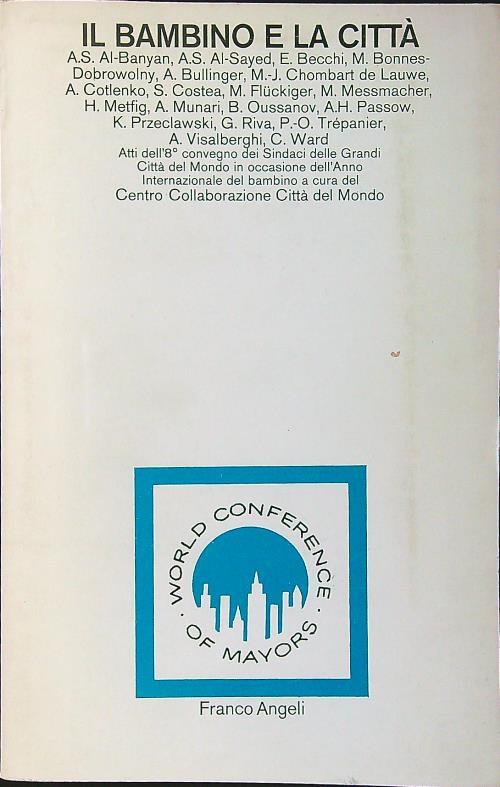 IL BAMBINO E LA CITTÀ
A.S. Al-Banyan, A.S. Al-Sayed, E. Becchi, M. Bonnes-
Dobrowolny, A. Bullinger, M.-J. Chombart de Lauwe,
A. Cotlenko, S. Costea, M. Flückiger, M. Messmacher,
H. Metfig, A. Munari, B. Oussanov, A.H. Passow,
K. Przeclawski, G. Riva, P.-O. Trépanier,
A. Visalberghi, C. Ward
Atti dell'8° convegno dei Sindaci delle Grandi
Città del Mondo in occasione dell'Anno
Internazionale del bambino a cura del
Centro Collaborazione Città del Mondo
· WORLD CONFERENCE ·
OF MAYORS
Franco Angeli